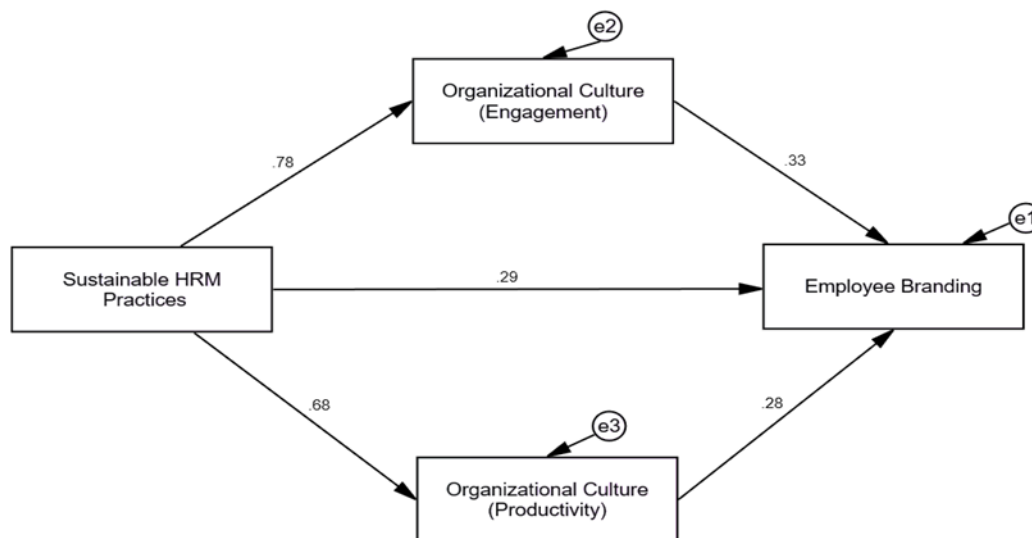 e2
Organizational Culture
(Engagement)
.78
.33
e1
Sustainable HRM
Practices
.29
Employee Branding
.68
.28
e3
Organizational Culture
(Productivity)